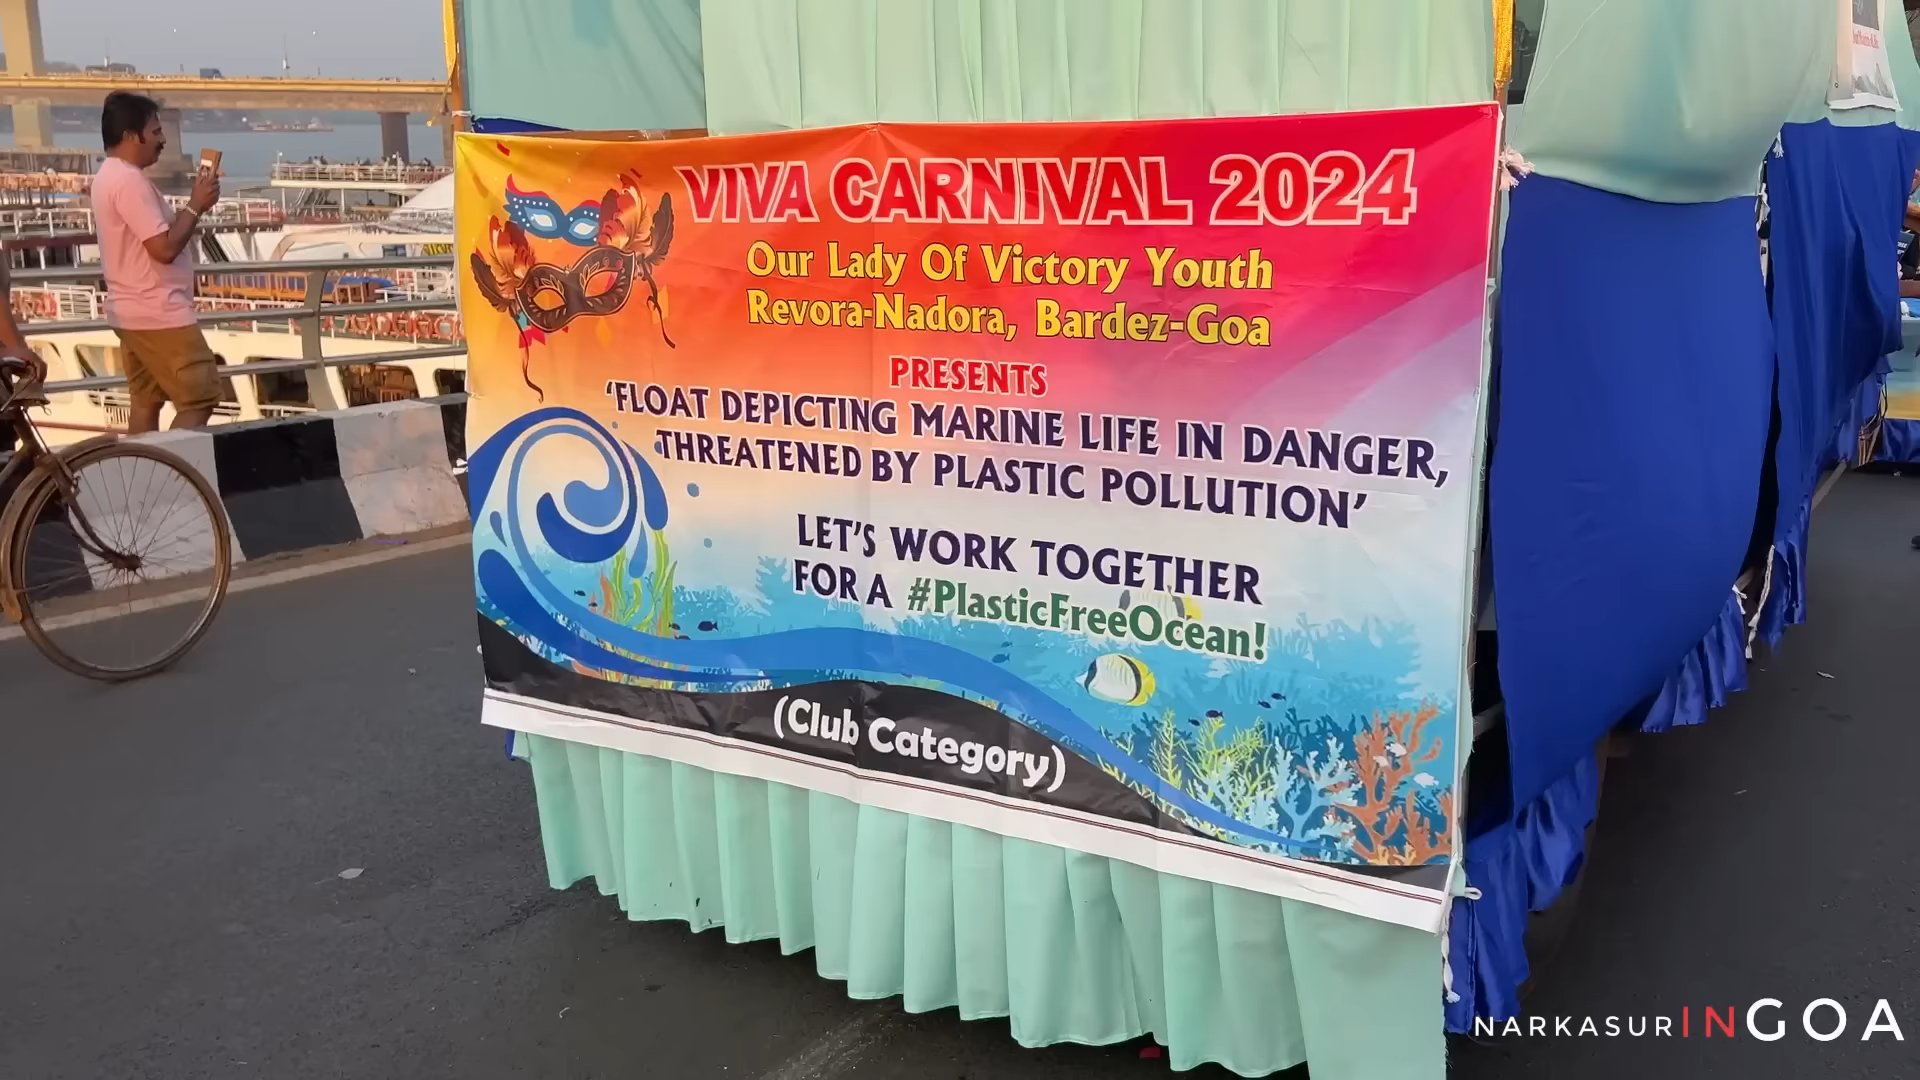 VIVA CARNIVAL 2024
Our Lady Of Victory Youth
Revora-Nadora, Bardez-Goa
PRESENTS
‘FLOAT DEPICTING MARINE LIFE IN DANGER,
THREATENED BY PLASTIC POLLUTION’
LET’S WORK TOGETHER
FOR A #PlasticFreeOcean!
(Club Category)
NARKASURINGOA